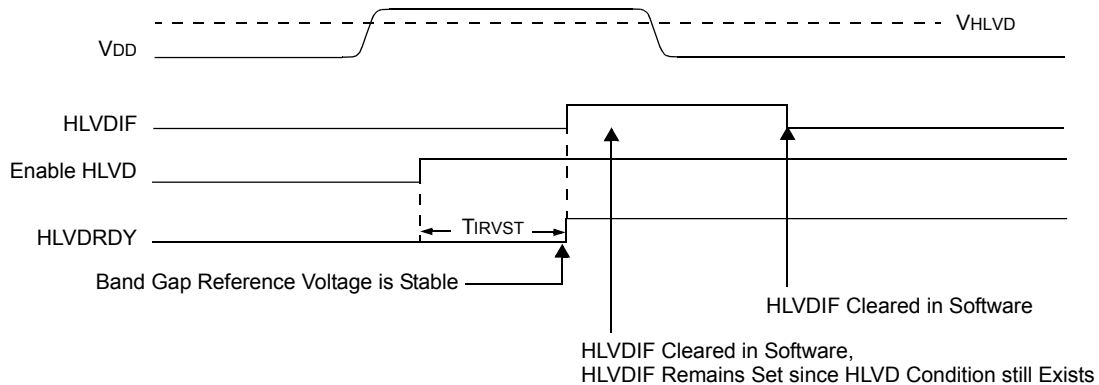 VHLVD
VDD
HLVDIF
Enable HLVD
TIRVST
HLVDRDY
Band Gap Reference Voltage is Stable
HLVDIF Cleared in Software
HLVDIF Cleared in Software,
HLVDIF Remains Set since HLVD Condition still Exists